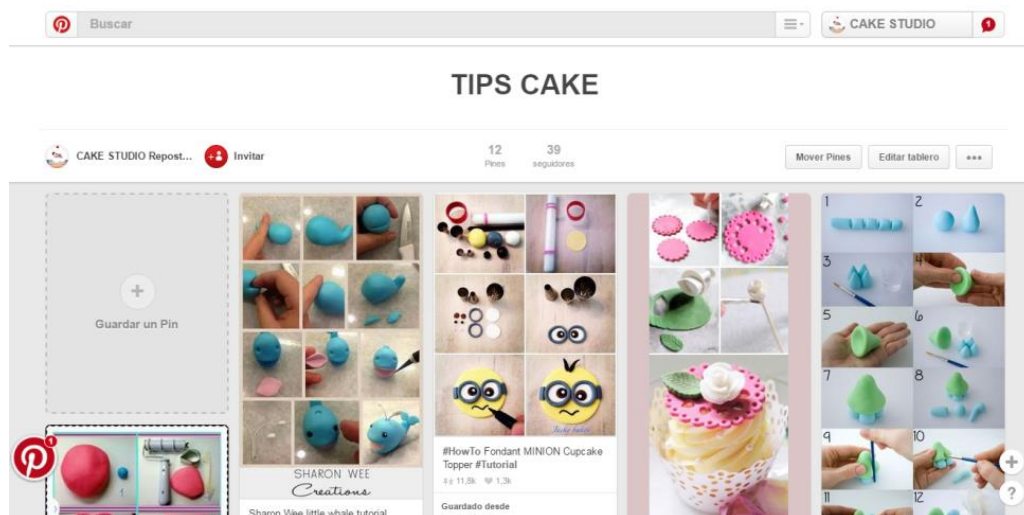 Buscar
CAKE STUDIO
1
TIPS CAKE
CAKE STUDIO Repost...
Invitar
12
Pines
39
seguidores
Mover Pines
Editar tablero
Guardar un Pin
1
SHARON WEE
Creations
Sharon Wee little whale tutorial
#HowTo Fondant MINION Cupcake
Topper #Tutorial
11,8k
1,3k
Guardado desde
1
2
3
4
5
6
7
8
9
10
11
12
?